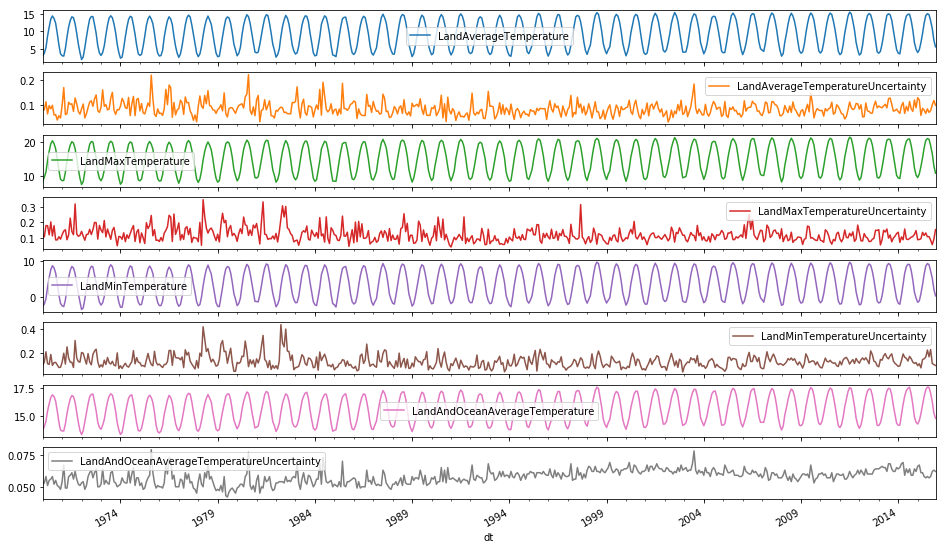 15
10
5
LandAverageTemperature
0.2
0.1
LandAverageTemperatureUncertainty
20
10
LandMaxTemperature
0.3
0.2
0.1
LandMaxTemperatureUncertainty
10
0
LandMinTemperature
0.4
0.2
LandMinTemperatureUncertainty
17.5
15.0
LandAndOceanAverageTemperature
0.075
0.050
LandAndOceanAverageTemperatureUncertainty
1974 1979 1984 1989 1994 1999 2004 2009 2014
dt